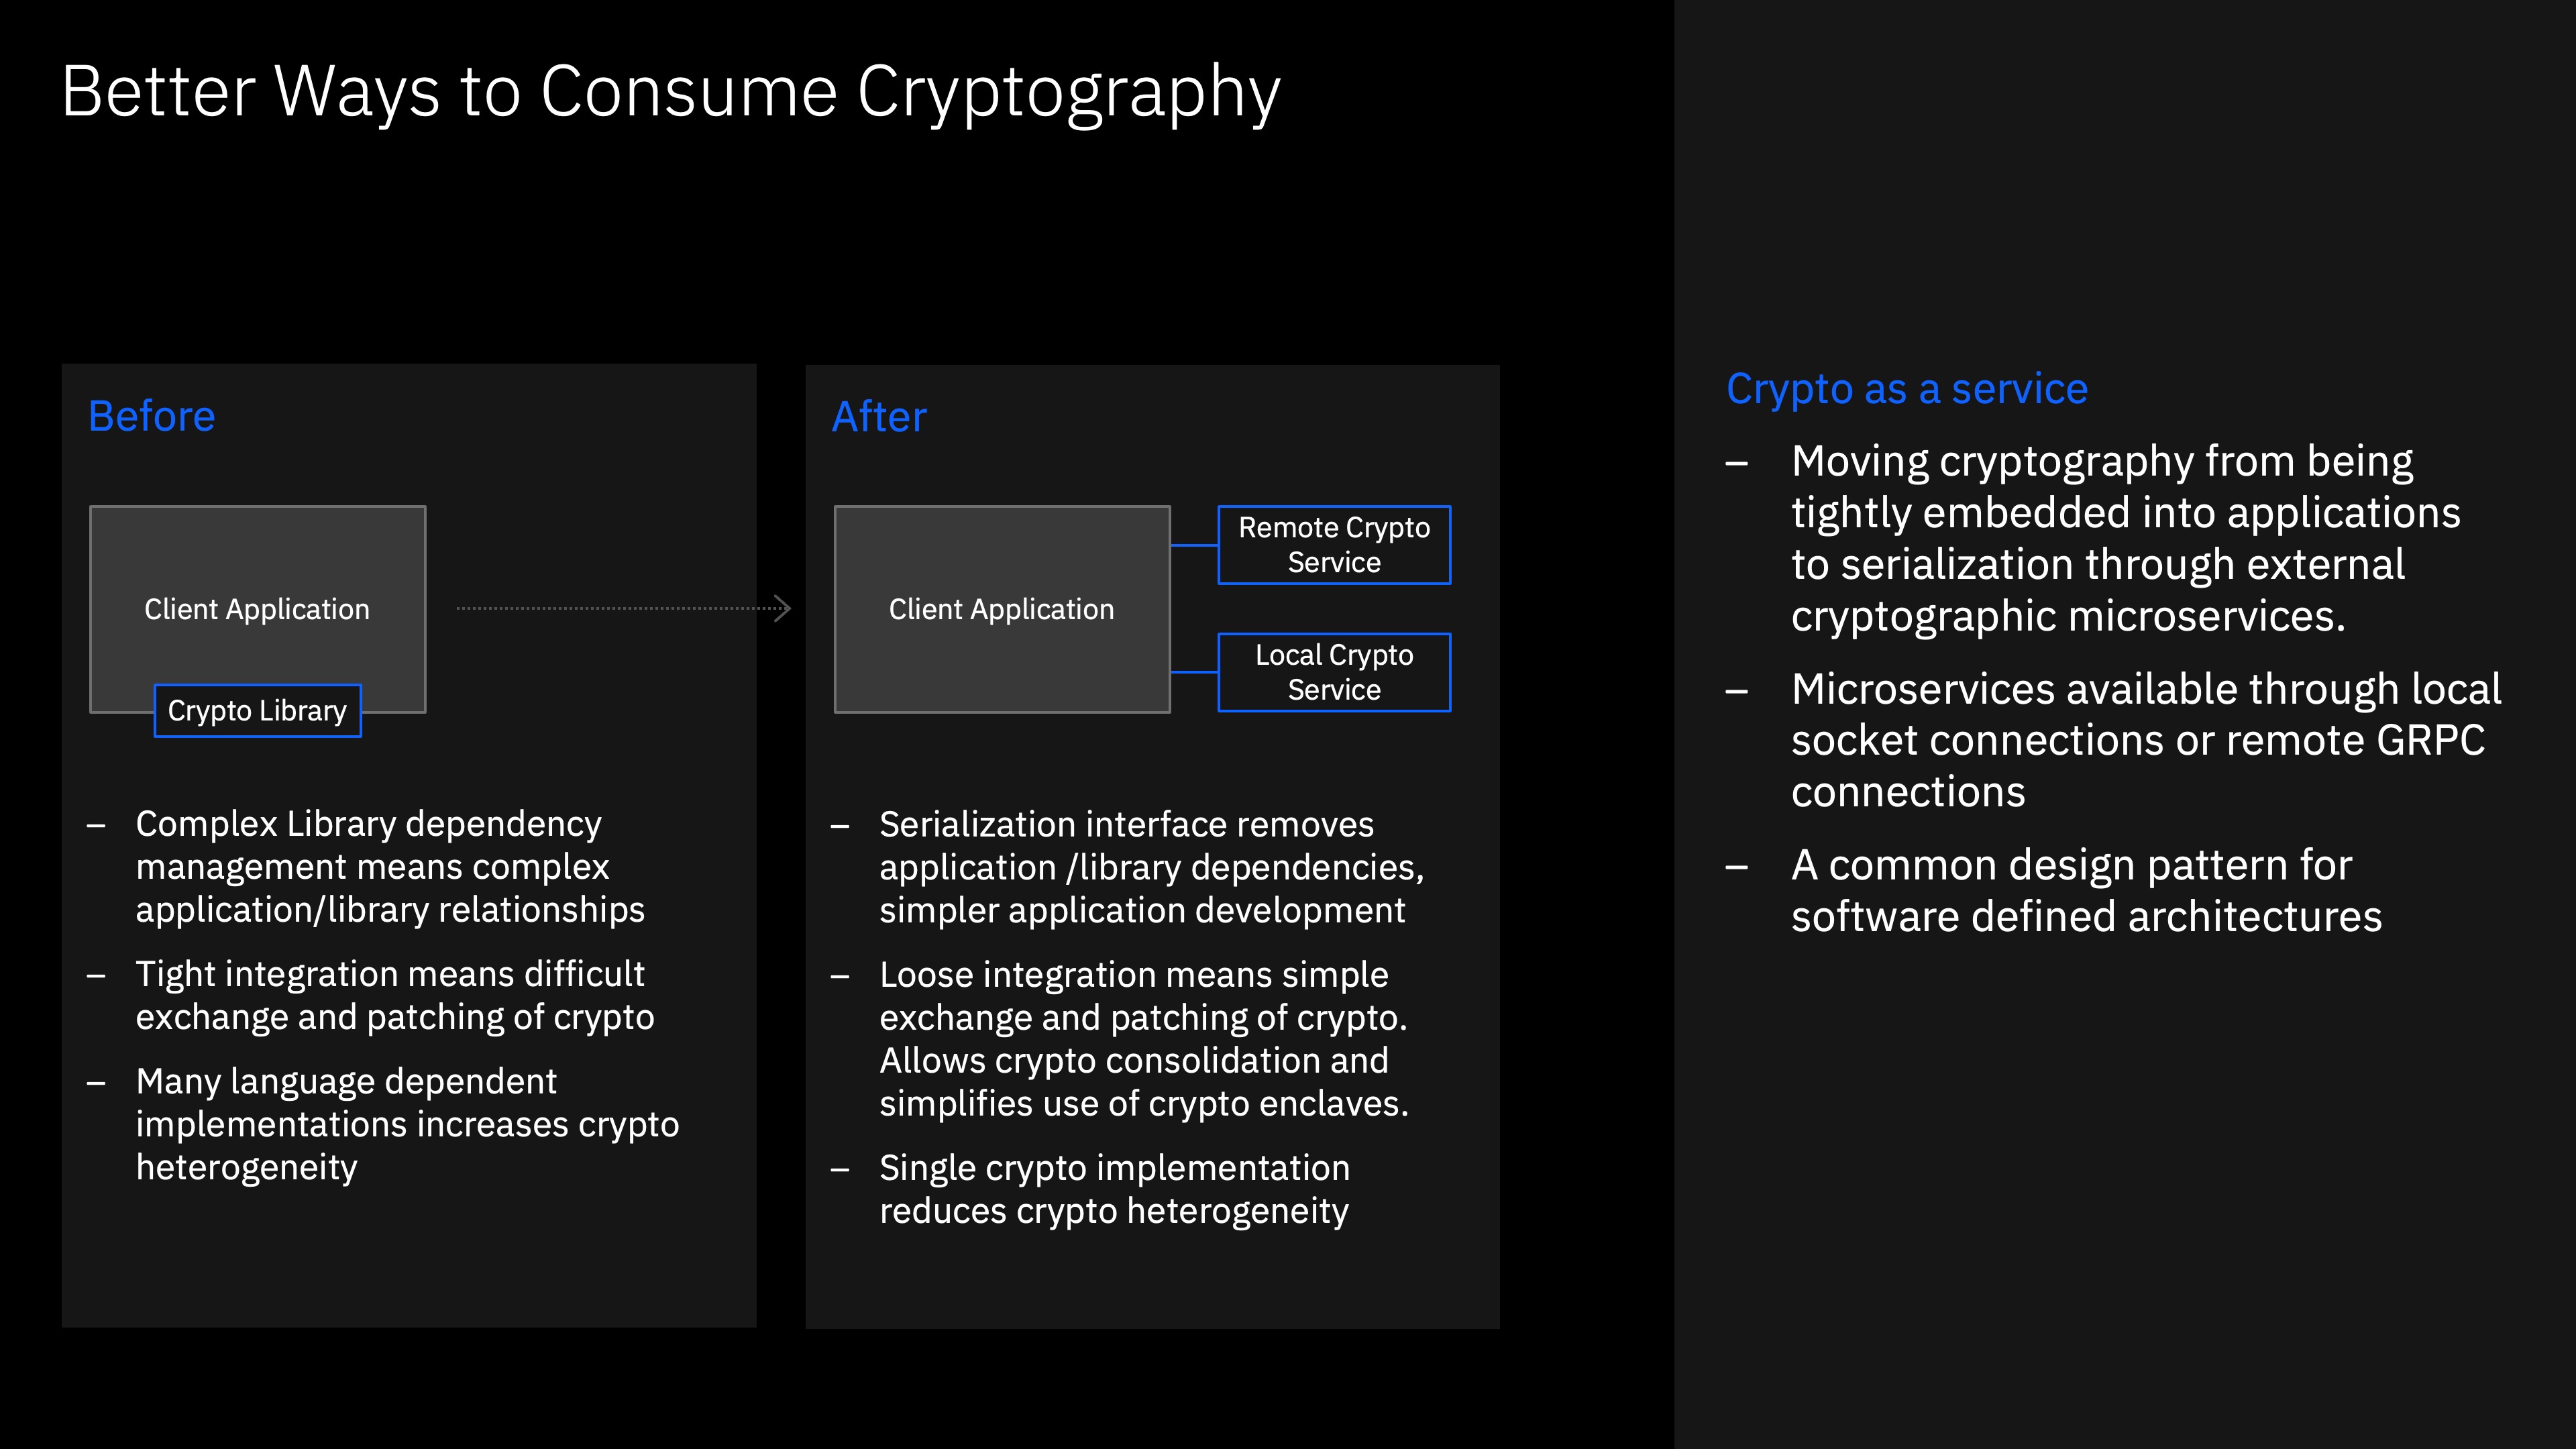 Better Ways to Consume Cryptography
Before
Client Application
Crypto Library
– Complex Library dependency
management means complex
application/library relationships
– Tight integration means difficult
exchange and patching of crypto
– Many language dependent
implementations increases crypto
heterogeneity
After
Client Application
Remote Crypto
Service
Local Crypto
Service
– Serialization interface removes
application /library dependencies,
simpler application development
– Loose integration means simple
exchange and patching of crypto.
Allows crypto consolidation and
simplifies use of crypto enclaves.
– Single crypto implementation
reduces crypto heterogeneity
Crypto as a service
– Moving cryptography from being
tightly embedded into applications
to serialization through external
cryptographic microservices.
– Microservices available through local
socket connections or remote GRPC
connections
– A common design pattern for
software defined architectures